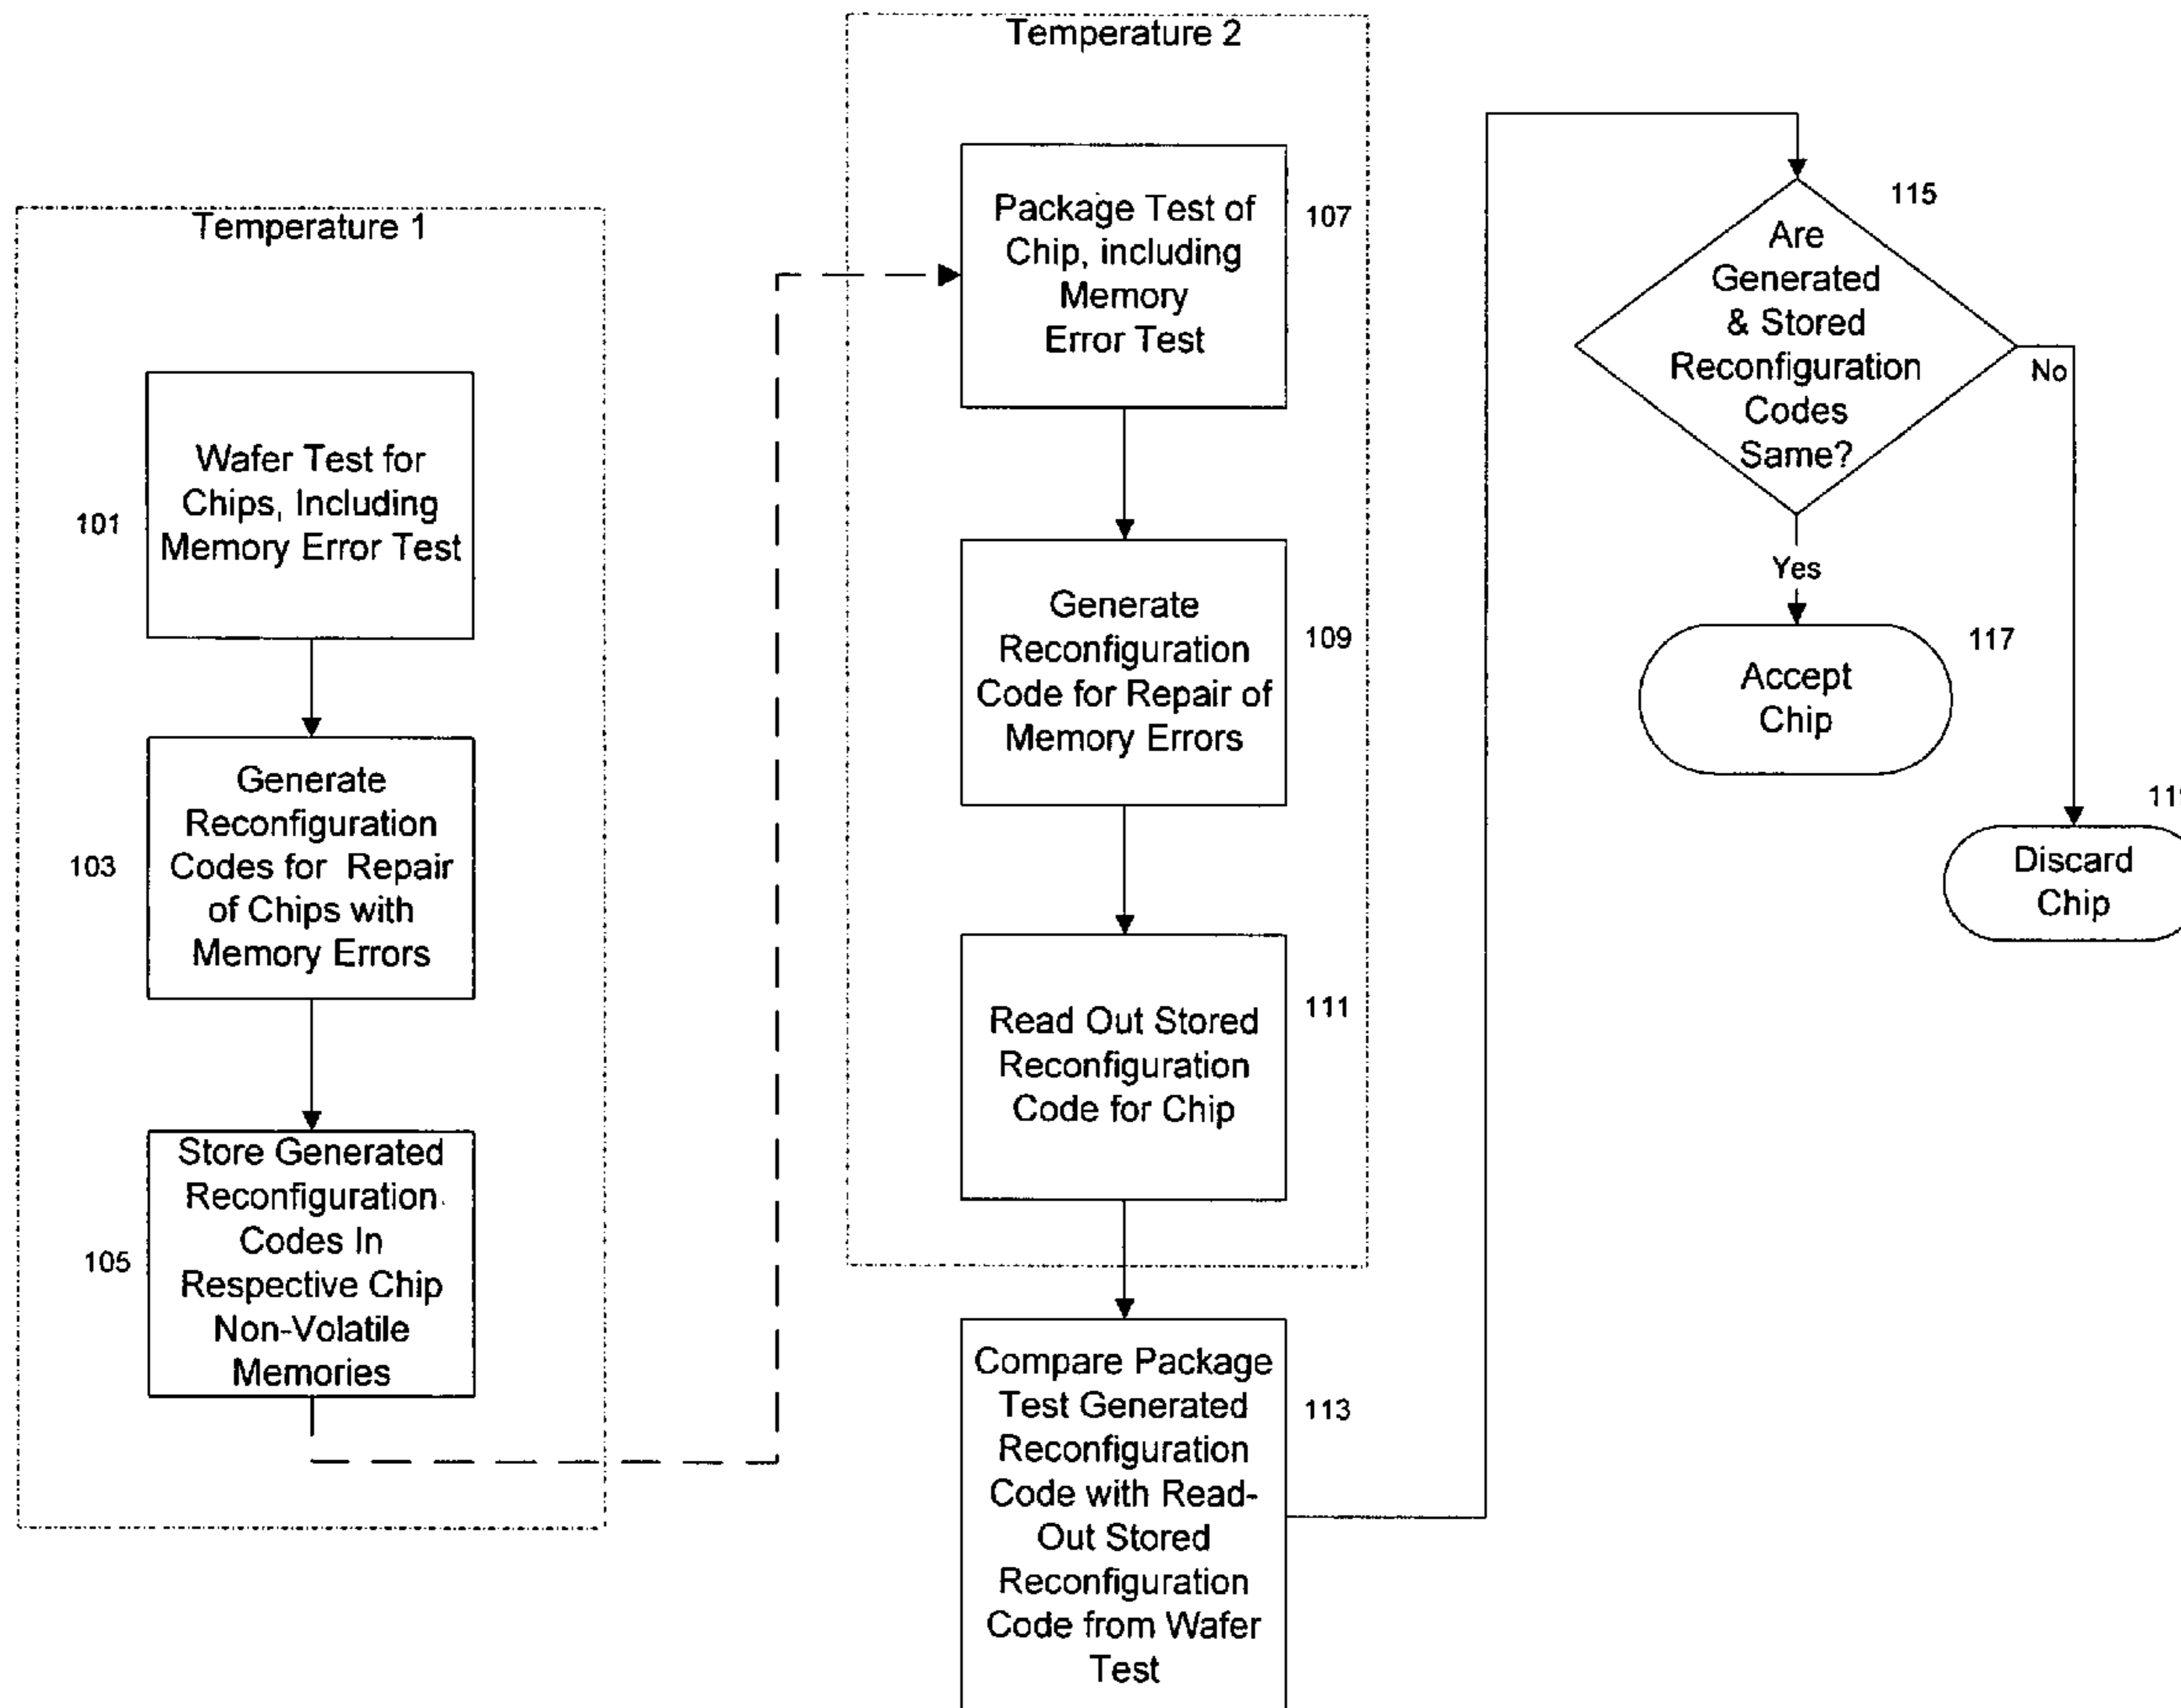 Temperature 1
101
Wafer Test for
Chips, Including
Memory Error Test
103
Generate
Reconfiguration
Codes for Repair
of Chips with
Memory Errors
105
Store Generated
Reconfiguration
Codes In
Respective Chip
Non-Volatile
Memories
Temperature 2
Package Test of
Chip, including
Memory
Error Test
107
Generate
Reconfiguration
Code for Repair of
Memory Errors
109
Read Out Stored
Reconfiguration
Code for Chip
111
Compare Package
Test Generated
Reconfiguration
Code with Read-
Out Stored
Reconfiguration
Code from Wafer
Test
113
115
Are
Generated
& Stored
Reconfiguration
Codes
Same?
No
Yes
117
Accept
Chip
Discard
Chip